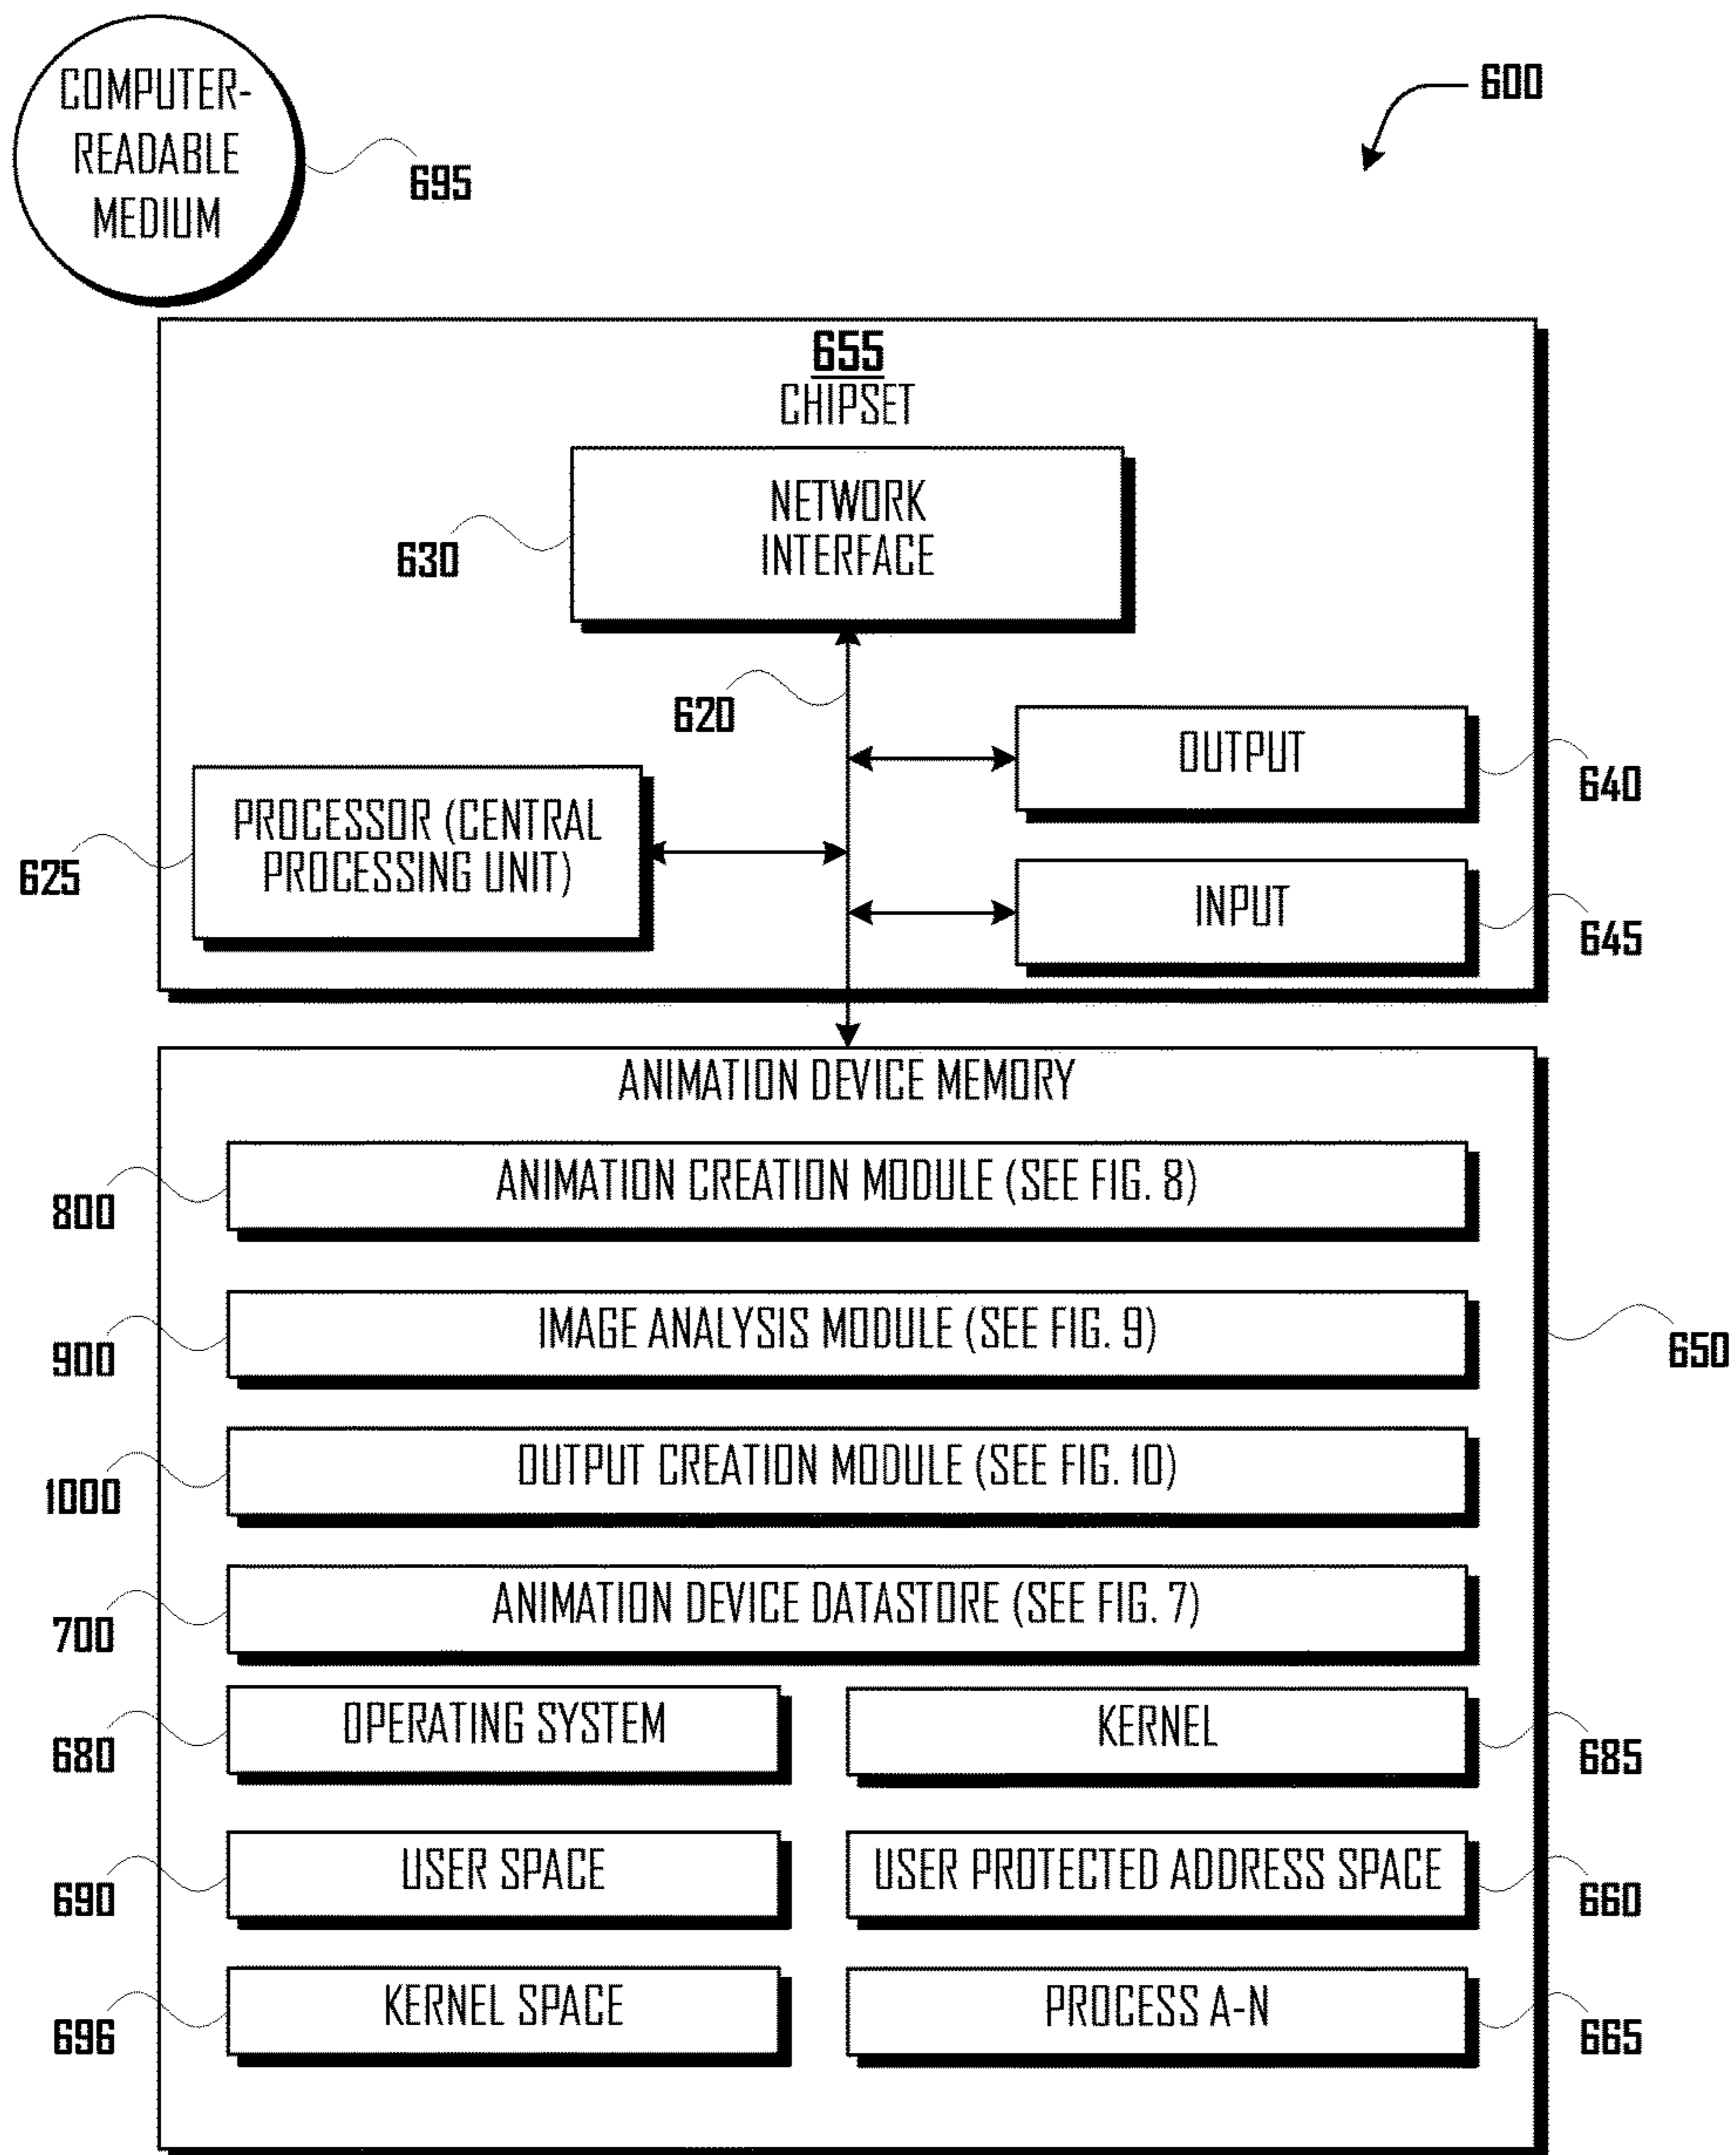 COMPUTER-
READABLE
MEDIUM
695
600
655
CHIPSET
NETWORK
INTERFACE
630
620
OUTPUT
640
PROCESSOR (CENTRAL
PROCESSING UNIT)
625
INPUT
645
ANIMATION DEVICE MEMORY
ANIMATION CREATION MODULE (SEE FIG. 8)
800
IMAGE ANALYSIS MODULE (SEE FIG. 9)
900
650
OUTPUT CREATION MODULE (SEE FIG. 10)
1000
ANIMATION DEVICE DATASTORE (SEE FIG. 7)
700
OPERATING SYSTEM
680
KERNEL
685
USER SPACE
690
USER PROTECTED ADDRESS SPACE
660
KERNEL SPACE
696
PROCESS A-N
665